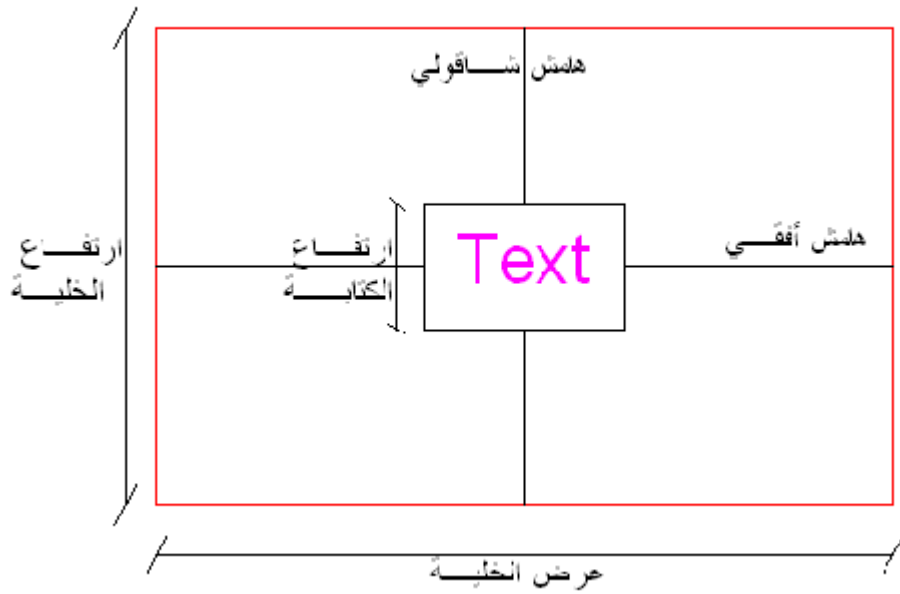 هامش شاقولي
ارتفاع
الخلية
ارتفاع
الكتابة
Text
هامش أفقي
عرض الخلية